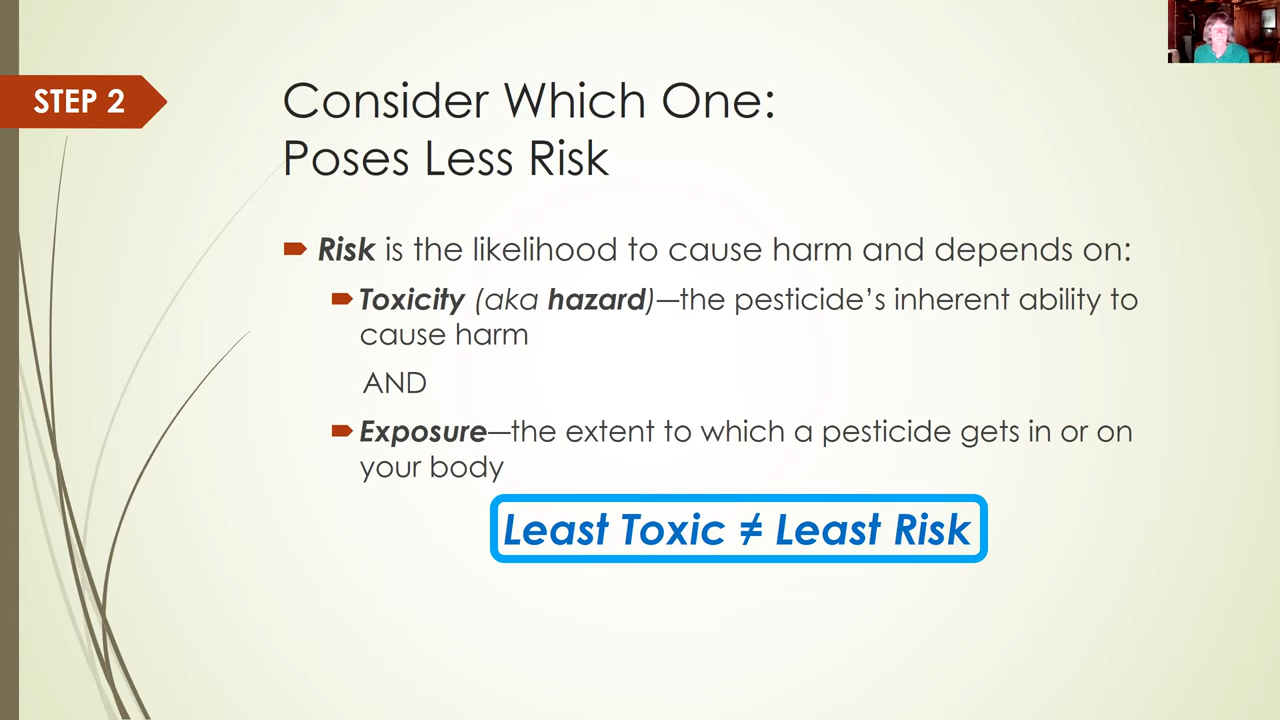 STEP 2
Consider Which One:
Poses Less Risk
Risk is the likelihood to cause harm and depends on:
Toxicity (aka hazard)—the pesticide’s inherent ability to
cause harm
AND
Exposure—the extent to which a pesticide gets in or on
your body
Least Toxic ≠ Least Risk